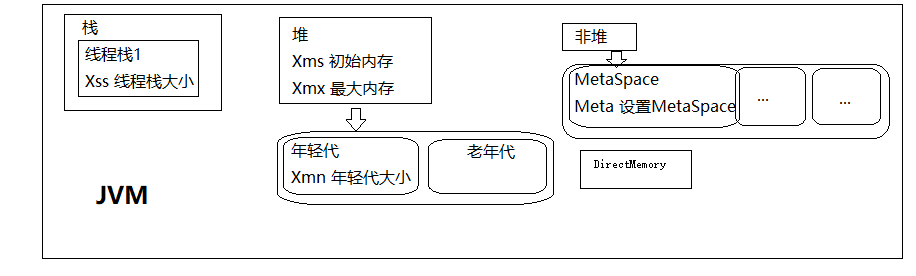 栈
线程栈1
Xss 线程栈大小
堆
Xms 初始内存
Xmx 最大内存
非堆
MetaSpace
Meta 设置MetaSpace
...
...
年轻代
Xmn 年轻代大小
老年代
DirectMemory
JVM